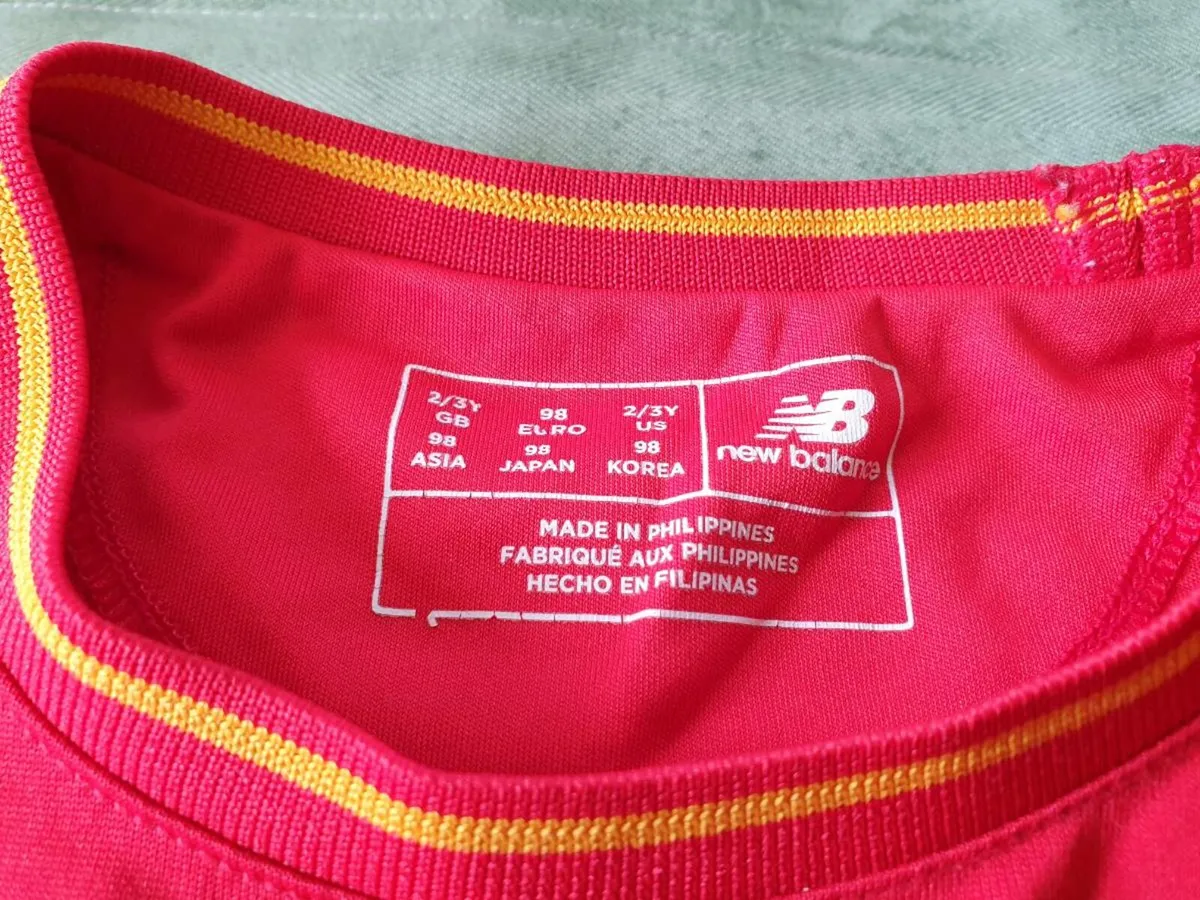 2/3Y 98 2/3Y
GB EURO US
98 98 98
ASIA JAPAN KOREA
NB
new balance
MADE IN PHILIPPINES
FABRIQUÉ AUX PHILIPPINES
HECHO EN FILIPINAS